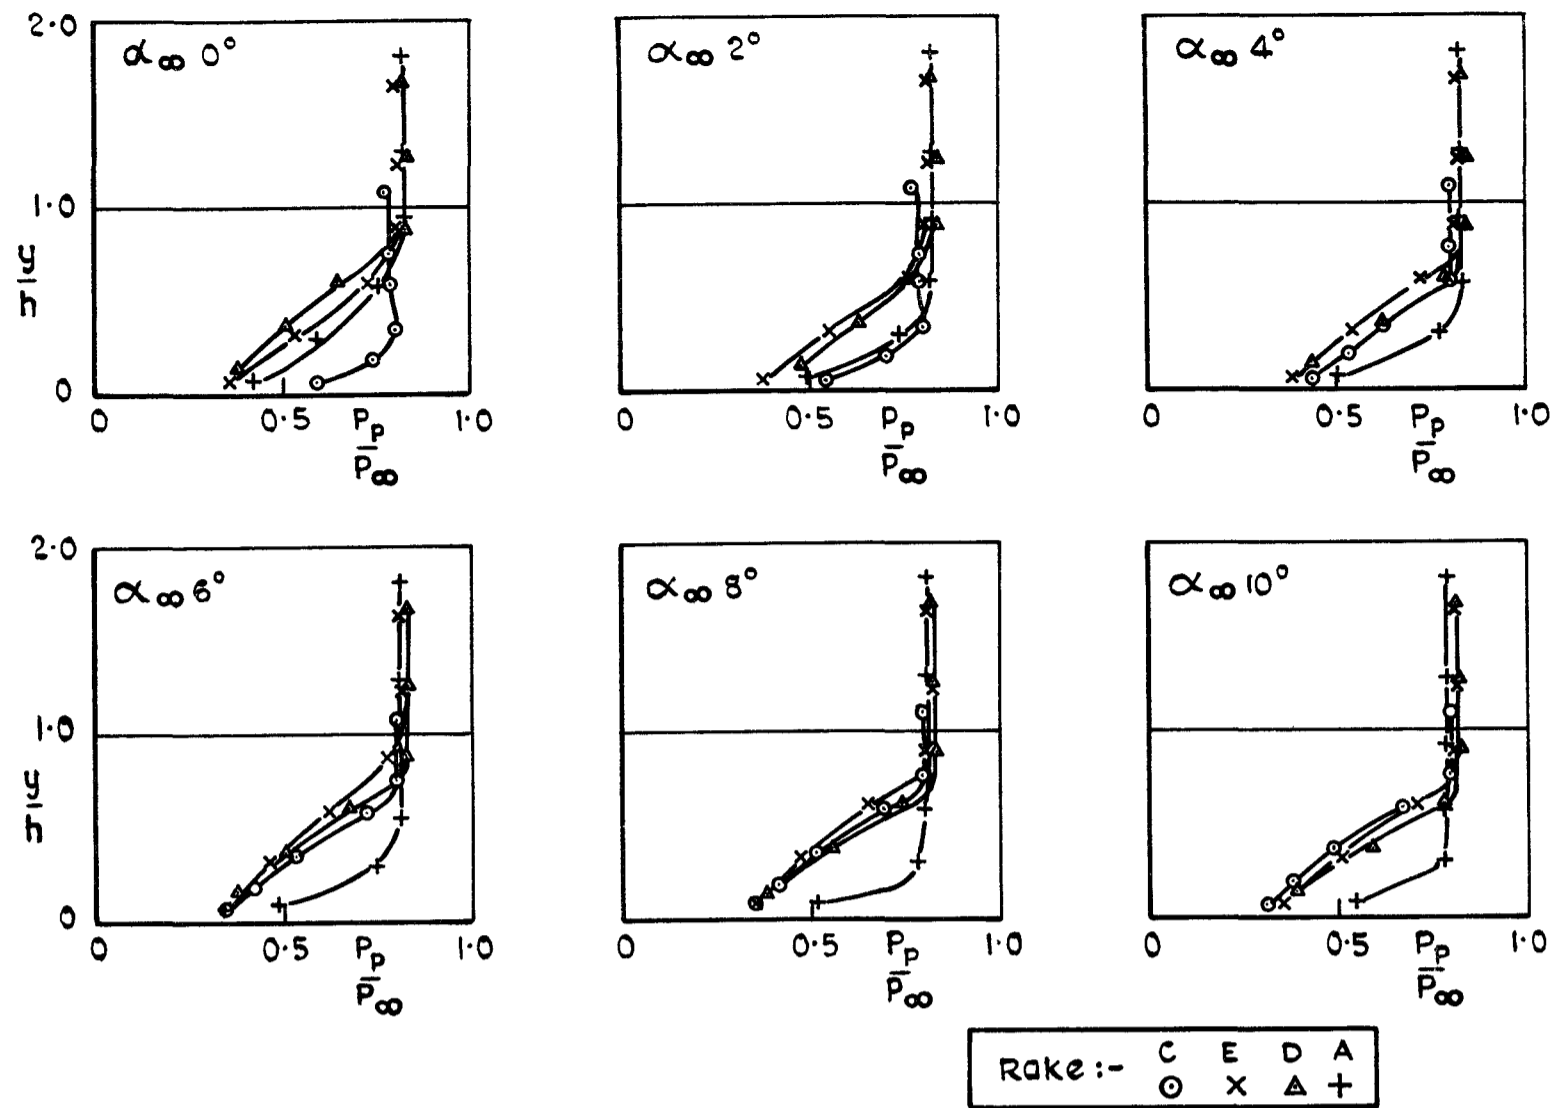 2·0
α∞ 0°
α∞ 2°
α∞ 4°
1·0
y
h
0
0 0·5 Pp 1·0
P∞
0 0·5 Pp 1·0
P∞
0 0·5 Pp 1·0
P∞
2·0
α∞ 6°
α∞ 8°
α∞ 10°
1·0
y
h
0
0 0·5 Pp 1·0
P∞
0 0·5 Pp 1·0
P∞
0 0·5 Pp 1·0
P∞
C E D A
Rake :-